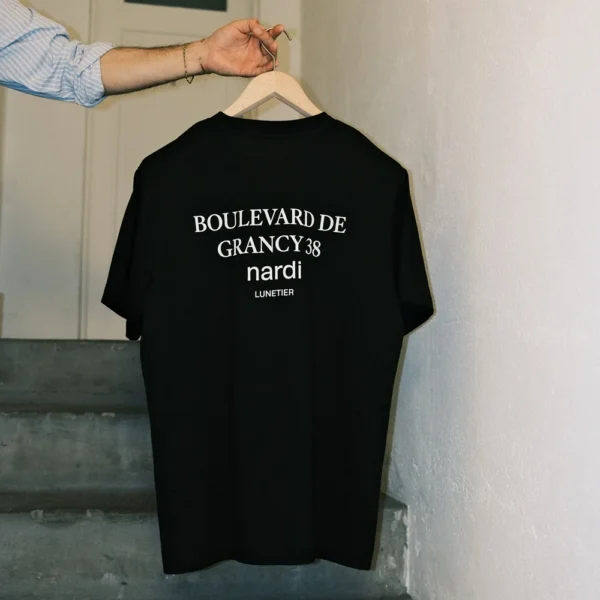 BOULEVARD DE
GRANCY 38
nardi
LUNETIER